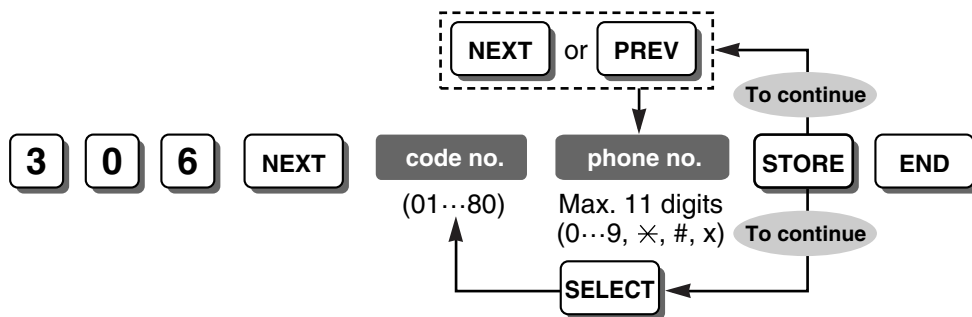 NEXT or PREV
To continue
3 0 6 NEXT code no. phone no. STORE END
(01···80) Max. 11 digits
(0···9, ✳, #, x) To continue
SELECT